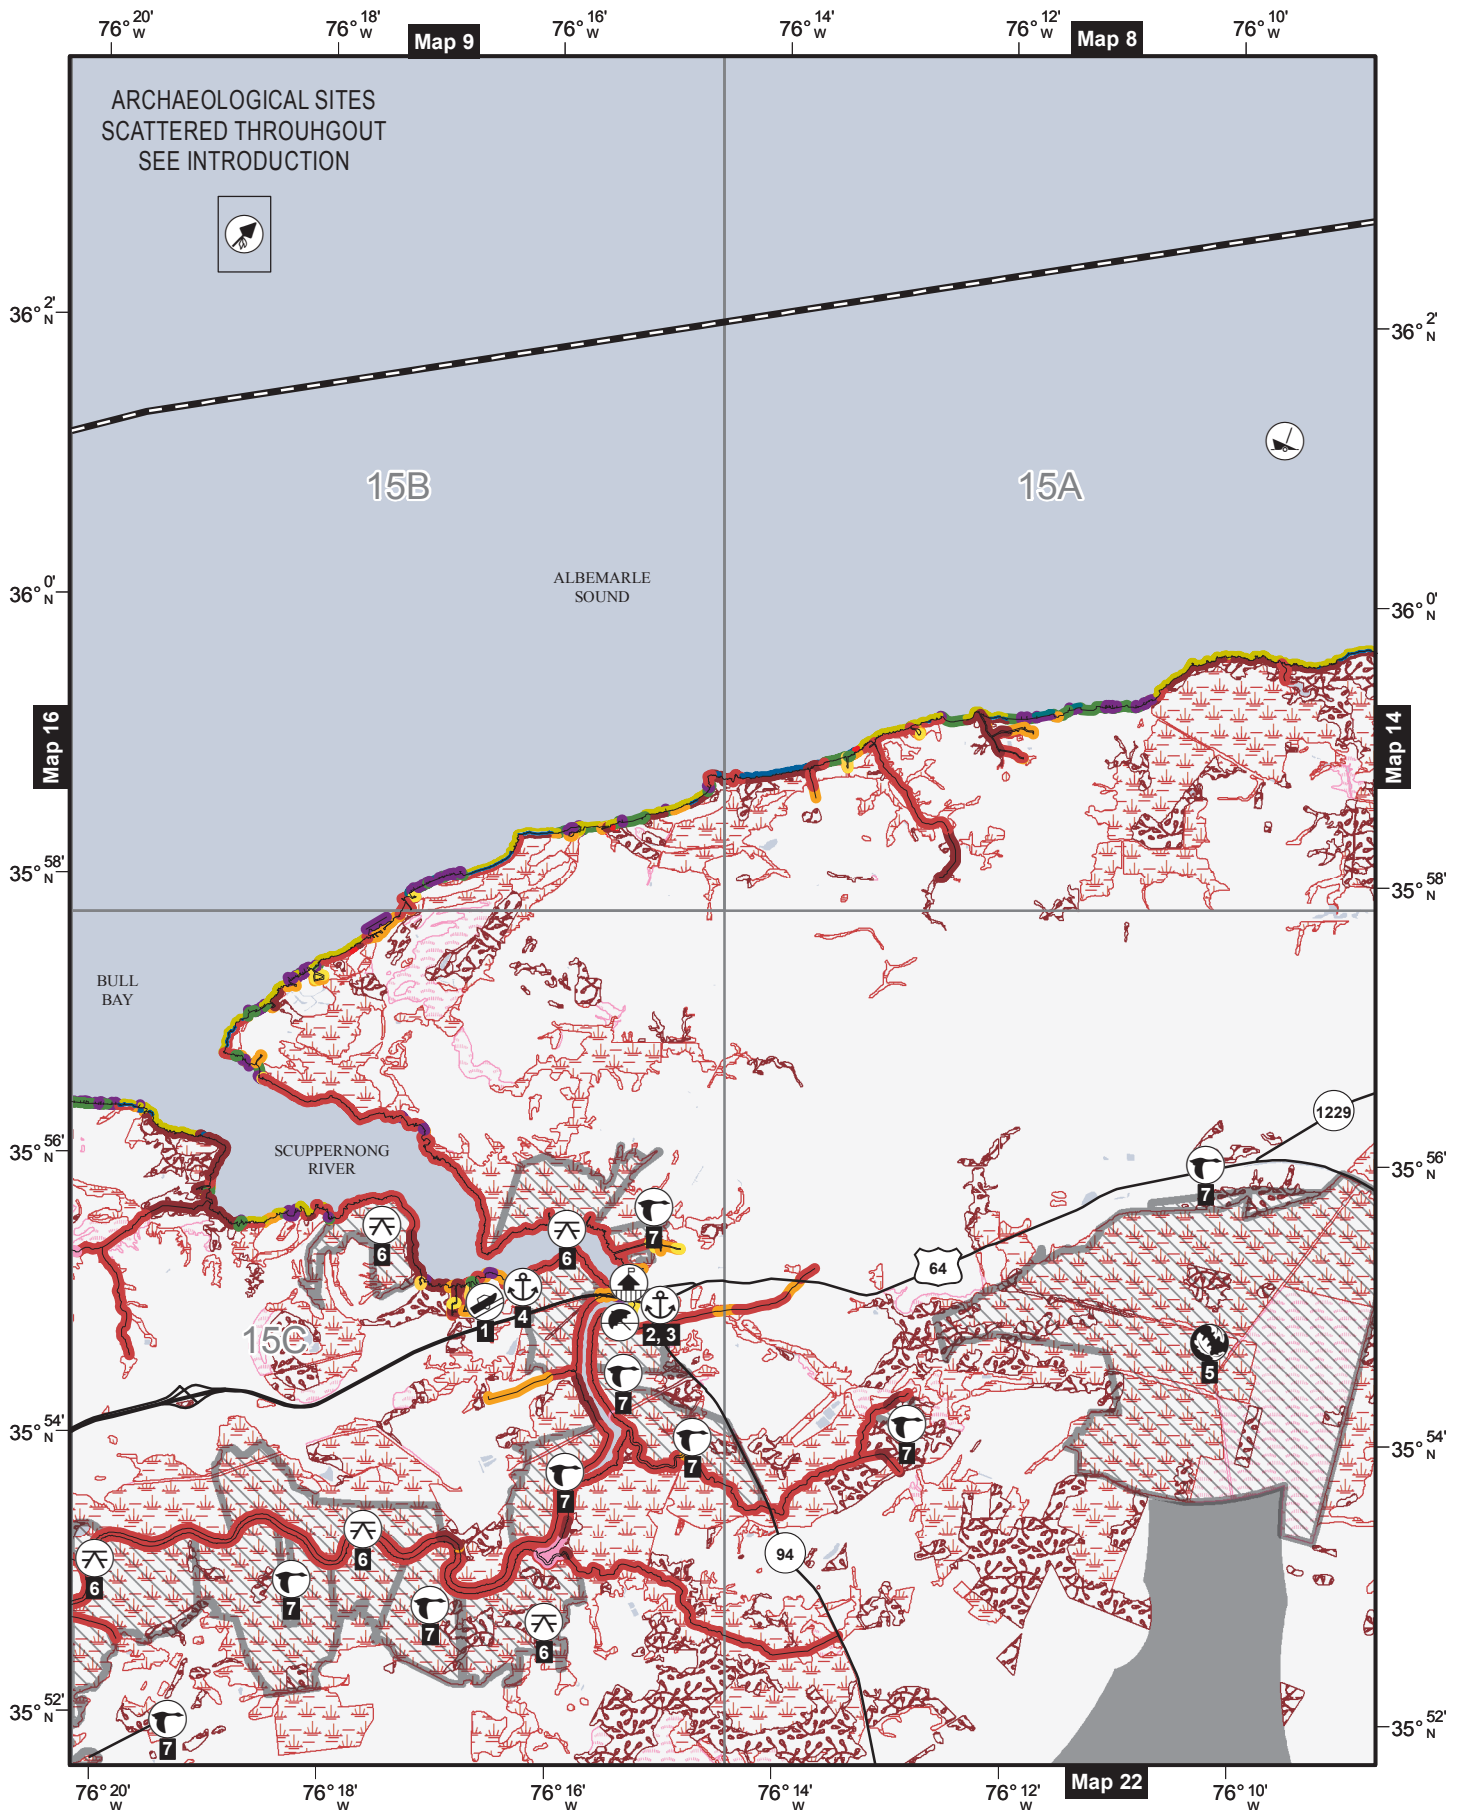 76° 20' W
76° 18' W
76° 16' W
76° 14' W
76° 12' W
76° 10' W
Map 9
Map 8
ARCHAEOLOGICAL SITES
SCATTERED THROUHGOUT
SEE INTRODUCTION
36° 2' N
36° 2' N
15B
15A
ALBEMARLE
SOUND
36° 0' N
36° 0' N
Map 16
Map 14
35° 58' N
35° 58' N
BULL
BAY
1229
35° 56' N
35° 56' N
SCUPPERNONG
RIVER
7
7
6
6
64
1
4
2, 3
15C
5
7
35° 54' N
35° 54' N
7
7
7
94
6
6
7
7
6
35° 52' N
35° 52' N
7
76° 20' W
76° 18' W
76° 16' W
76° 14' W
76° 12' W
76° 10' W
Map 22